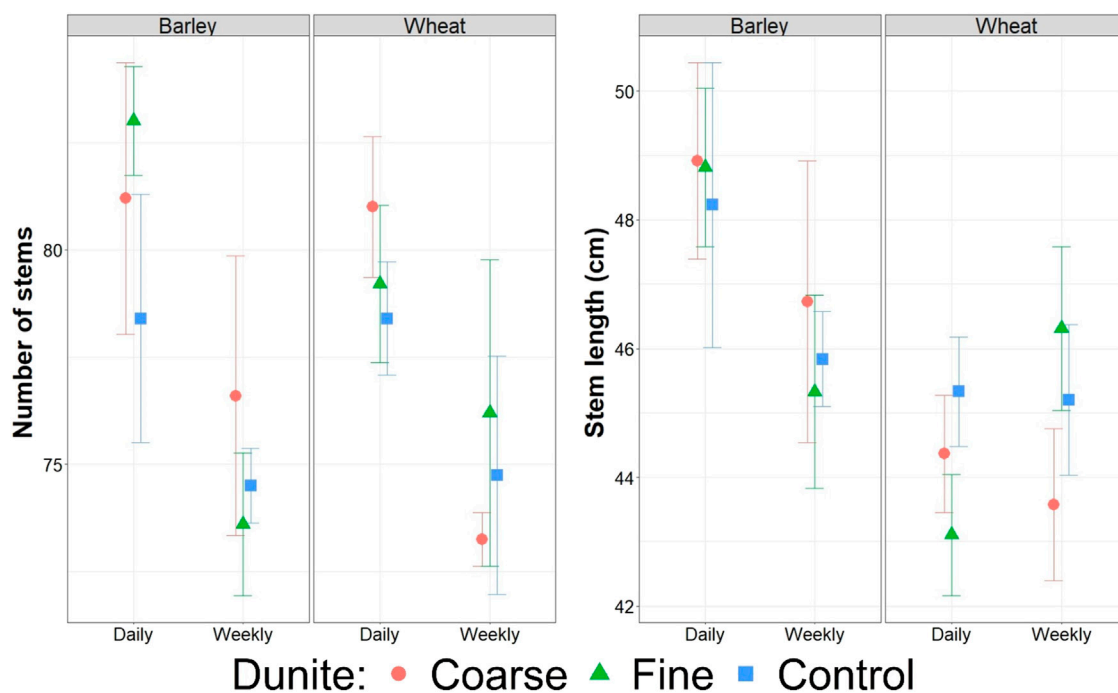 Barley
Wheat
Number of stems
80
75
Daily
Weekly
Daily
Weekly
Barley
Wheat
Stem length (cm)
50
48
46
44
42
Daily
Weekly
Daily
Weekly
Dunite: Coarse Fine Control